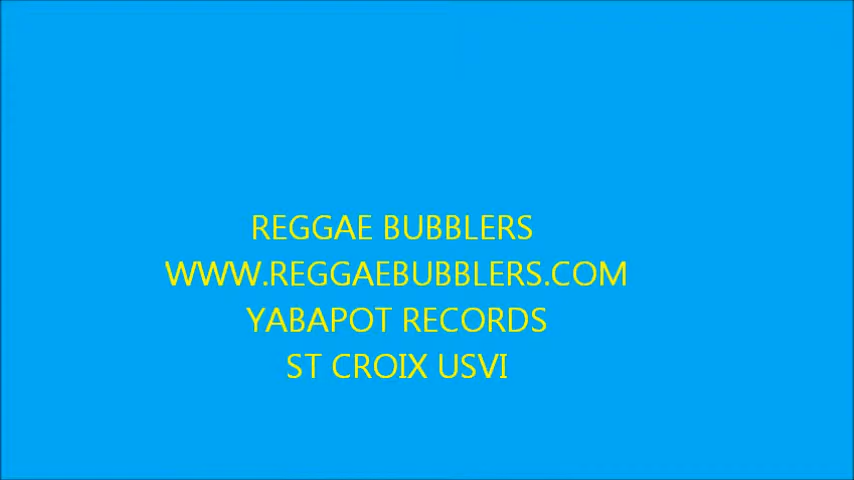 REGGAE BUBBLERS
WWW.REGGAEBUBBLERS.COM
YABAPOT RECORDS
ST CROIX USVI